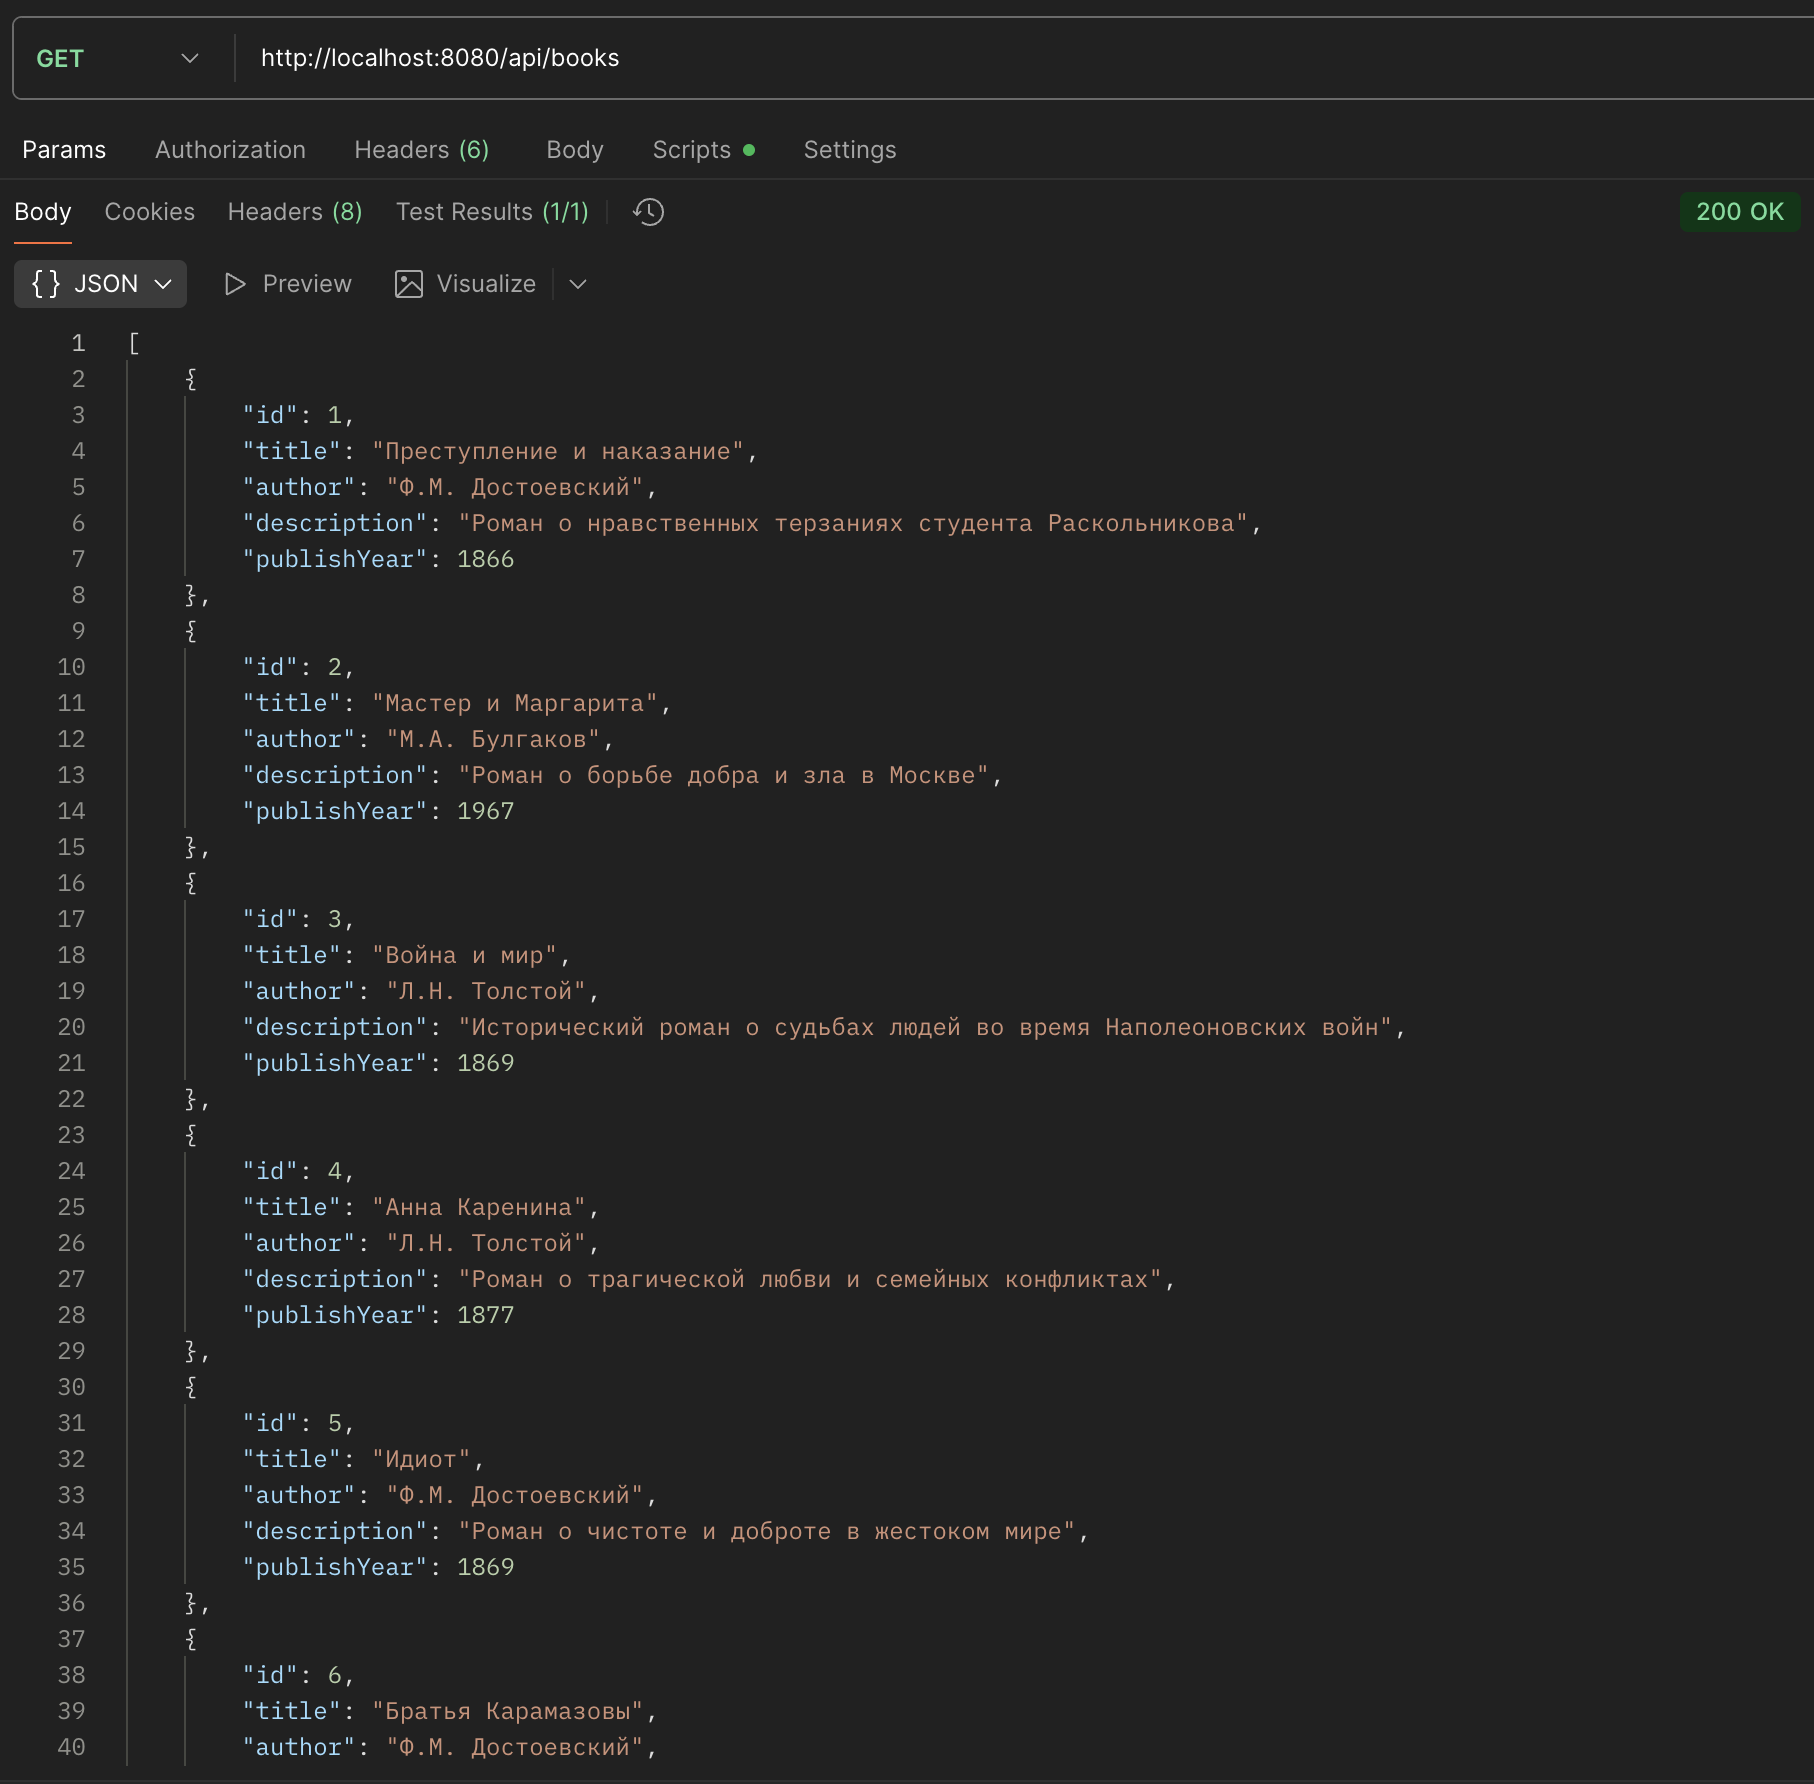 GET http://localhost:8080/api/books
Params Authorization Headers (6) Body Scripts Settings
Body Cookies Headers (8) Test Results (1/1) 200 OK
{} JSON Preview Visualize
1 [
2 {
3 "id": 1,
4 "title": "Преступление и наказание",
5 "author": "Ф.М. Достоевский",
6 "description": "Роман о нравственных терзаниях студента Раскольникова",
7 "publishYear": 1866
8 },
9 {
10 "id": 2,
11 "title": "Мастер и Маргарита",
12 "author": "М.А. Булгаков",
13 "description": "Роман о борьбе добра и зла в Москве",
14 "publishYear": 1967
15 },
16 {
17 "id": 3,
18 "title": "Война и мир",
19 "author": "Л.Н. Толстой",
20 "description": "Исторический роман о судьбах людей во время Наполеоновских войн",
21 "publishYear": 1869
22 },
23 {
24 "id": 4,
25 "title": "Анна Каренина",
26 "author": "Л.Н. Толстой",
27 "description": "Роман о трагической любви и семейных конфликтах",
28 "publishYear": 1877
29 },
30 {
31 "id": 5,
32 "title": "Идиот",
33 "author": "Ф.М. Достоевский",
34 "description": "Роман о чистоте и доброте в жестоком мире",
35 "publishYear": 1869
36 },
37 {
38 "id": 6,
39 "title": "Братья Карамазовы",
40 "author": "Ф.М. Достоевский",